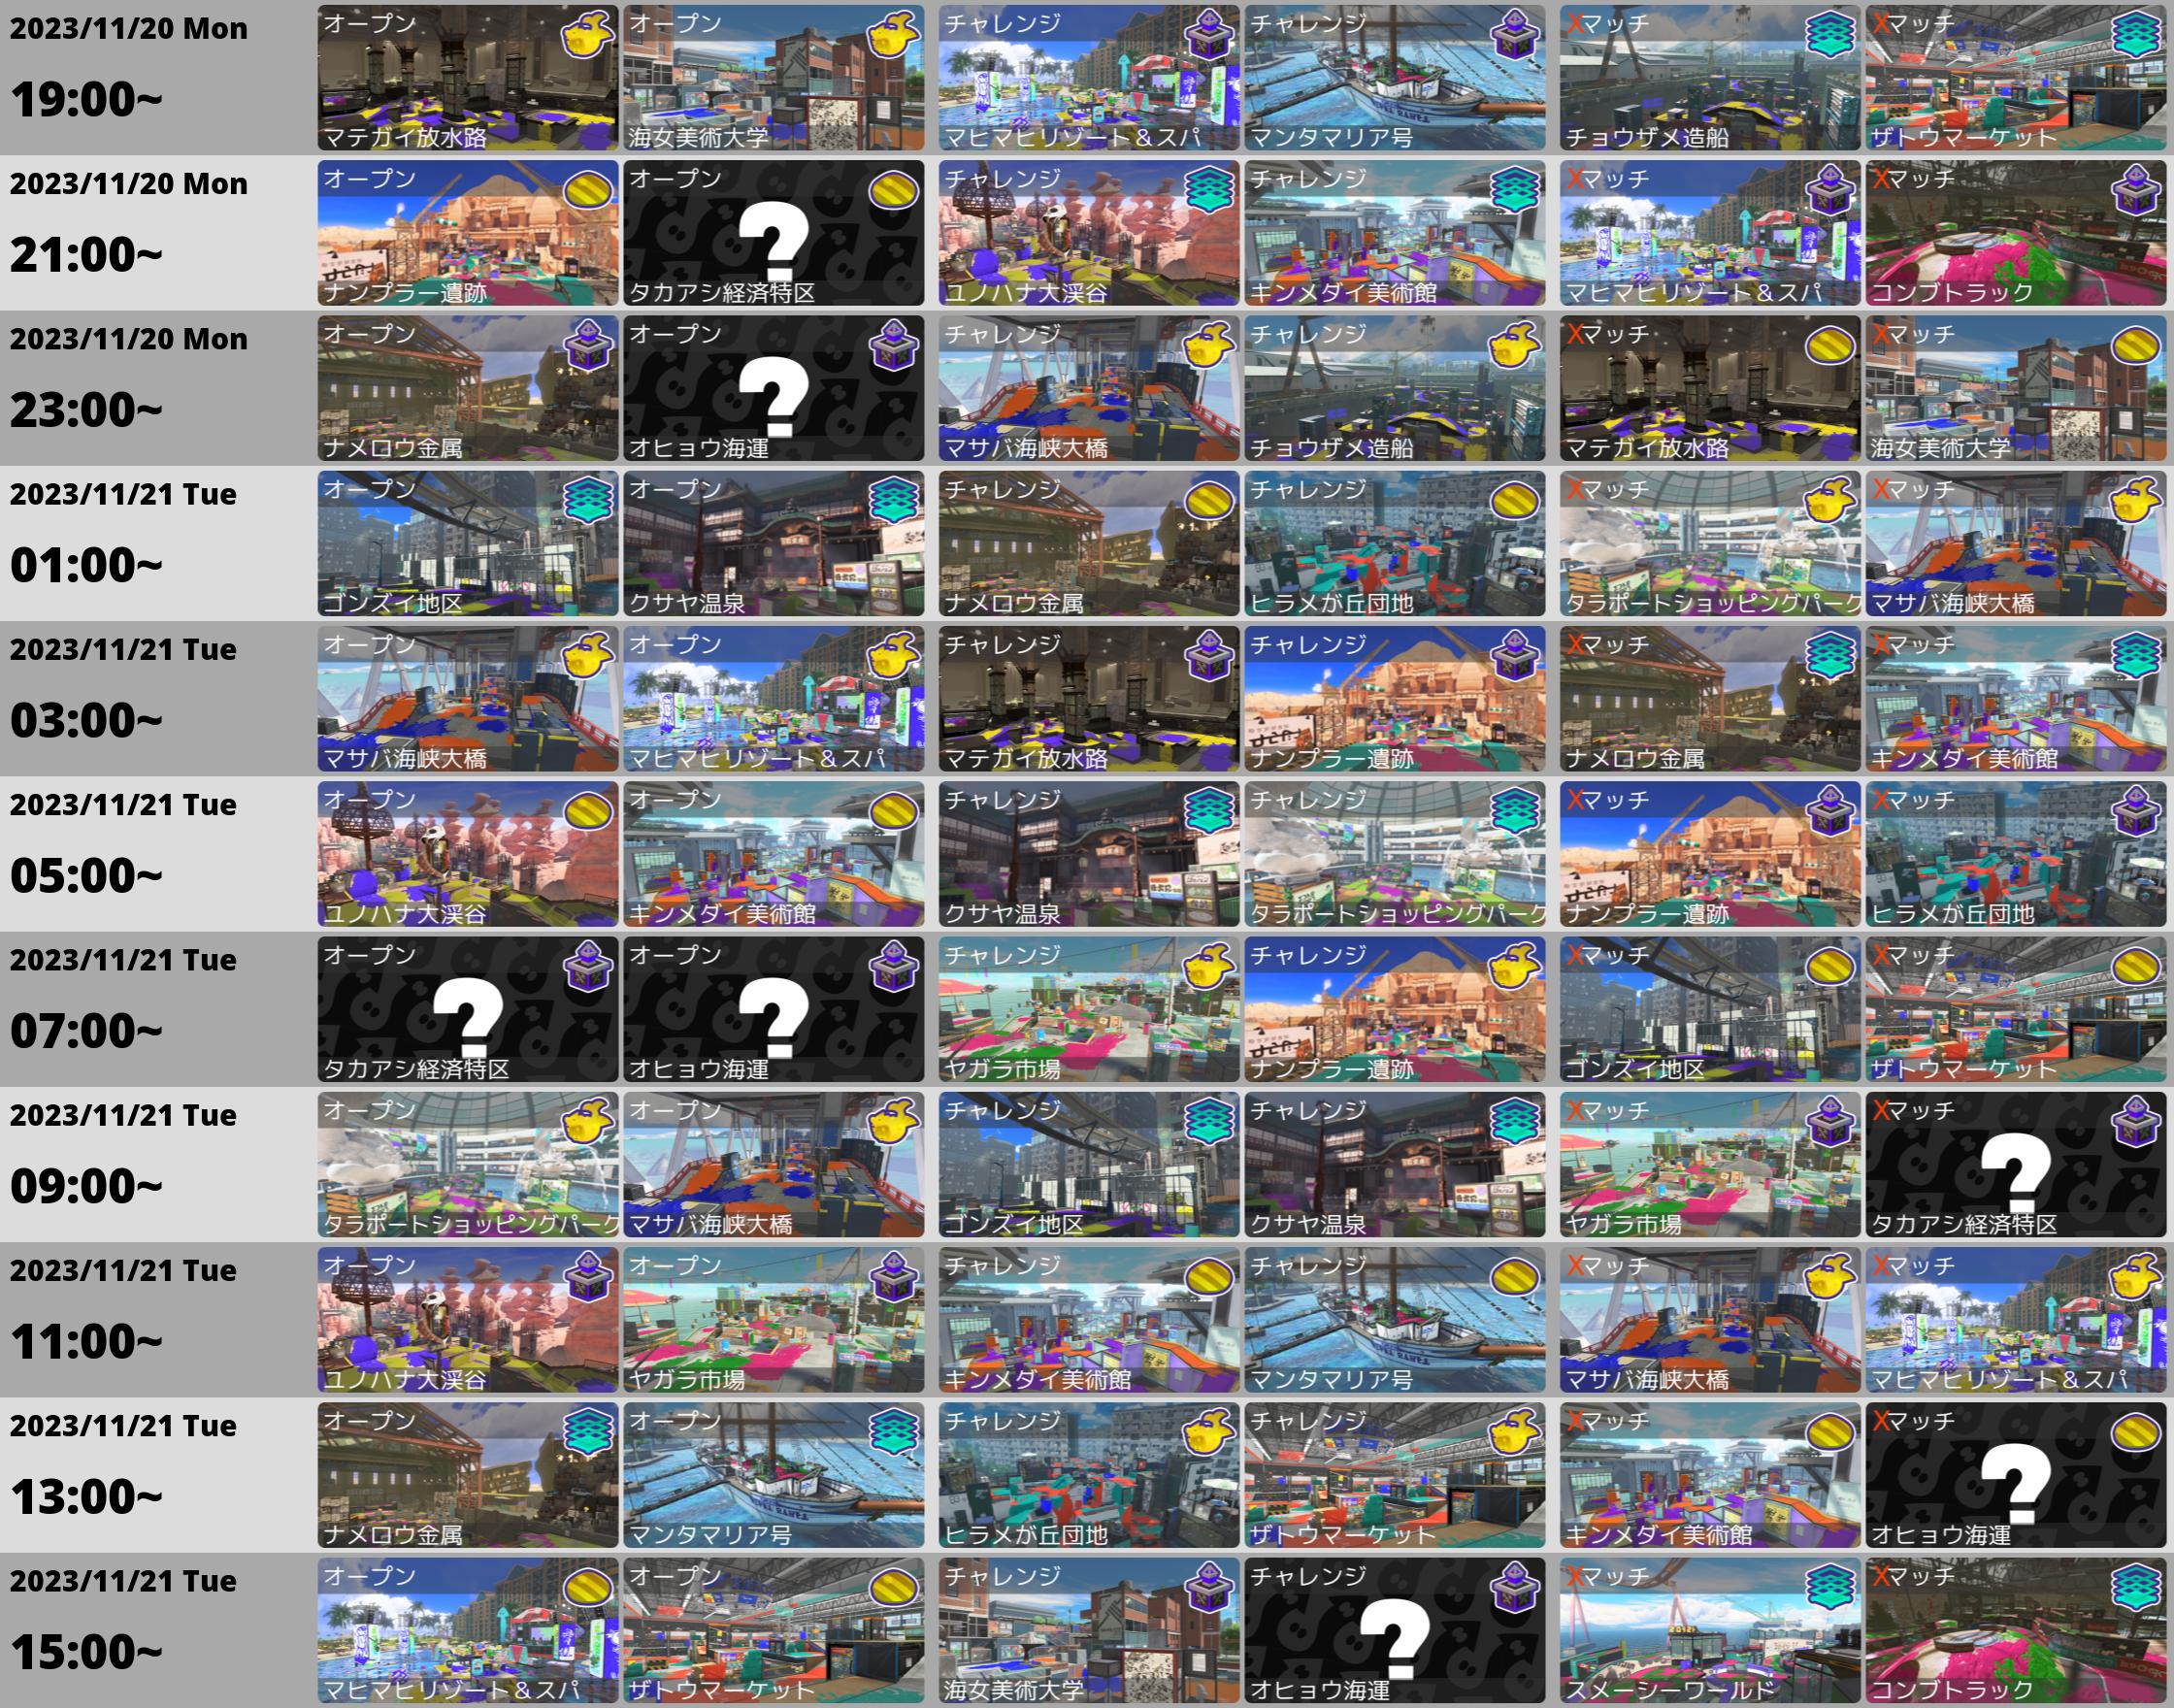 2023/11/20 Mon
19:00~
オープン
マテガイ放水路
オープン
海女美術大学
チャレンジ
マヒマヒリゾート＆スパ
チャレンジ
マンタマリア号
Xマッチ
チョウザメ造船
Xマッチ
ザトウマーケット
2023/11/20 Mon
21:00~
オープン
ナンプラー遺跡
オープン
?
タカアシ経済特区
チャレンジ
ユノハナ大渓谷
チャレンジ
キンメダイ美術館
Xマッチ
マヒマヒリゾート＆スパ
Xマッチ
コンブトラック
2023/11/20 Mon
23:00~
オープン
ナメロウ金属
オープン
?
オヒョウ海運
チャレンジ
マサバ海峡大橋
チャレンジ
チョウザメ造船
Xマッチ
マテガイ放水路
Xマッチ
海女美術大学
2023/11/21 Tue
01:00~
オープン
ゴンズイ地区
オープン
クサヤ温泉
チャレンジ
ナメロウ金属
チャレンジ
ヒラメが丘団地
Xマッチ
タラポートショッピングパーク
Xマッチ
マサバ海峡大橋
2023/11/21 Tue
03:00~
オープン
マサバ海峡大橋
オープン
マヒマヒリゾート＆スパ
チャレンジ
マテガイ放水路
チャレンジ
ナンプラー遺跡
Xマッチ
ナメロウ金属
Xマッチ
キンメダイ美術館
2023/11/21 Tue
05:00~
オープン
ユノハナ大渓谷
オープン
キンメダイ美術館
チャレンジ
クサヤ温泉
チャレンジ
タラポートショッピングパーク
Xマッチ
ナンプラー遺跡
Xマッチ
ヒラメが丘団地
2023/11/21 Tue
07:00~
オープン
?
タカアシ経済特区
オープン
?
オヒョウ海運
チャレンジ
ヤガラ市場
チャレンジ
ナンプラー遺跡
Xマッチ
ゴンズイ地区
Xマッチ
ザトウマーケット
2023/11/21 Tue
09:00~
オープン
タラポートショッピングパーク
オープン
マサバ海峡大橋
チャレンジ
ゴンズイ地区
チャレンジ
クサヤ温泉
Xマッチ
ヤガラ市場
Xマッチ
?
タカアシ経済特区
2023/11/21 Tue
11:00~
オープン
ユノハナ大渓谷
オープン
ヤガラ市場
チャレンジ
キンメダイ美術館
チャレンジ
マンタマリア号
Xマッチ
マサバ海峡大橋
Xマッチ
マヒマヒリゾート＆スパ
2023/11/21 Tue
13:00~
オープン
ナメロウ金属
オープン
マンタマリア号
チャレンジ
ヒラメが丘団地
チャレンジ
ザトウマーケット
Xマッチ
キンメダイ美術館
Xマッチ
?
オヒョウ海運
2023/11/21 Tue
15:00~
オープン
マヒマヒリゾート＆スパ
オープン
ザトウマーケット
チャレンジ
海女美術大学
チャレンジ
?
オヒョウ海運
Xマッチ
スメーシーワールド
Xマッチ
コンブトラック